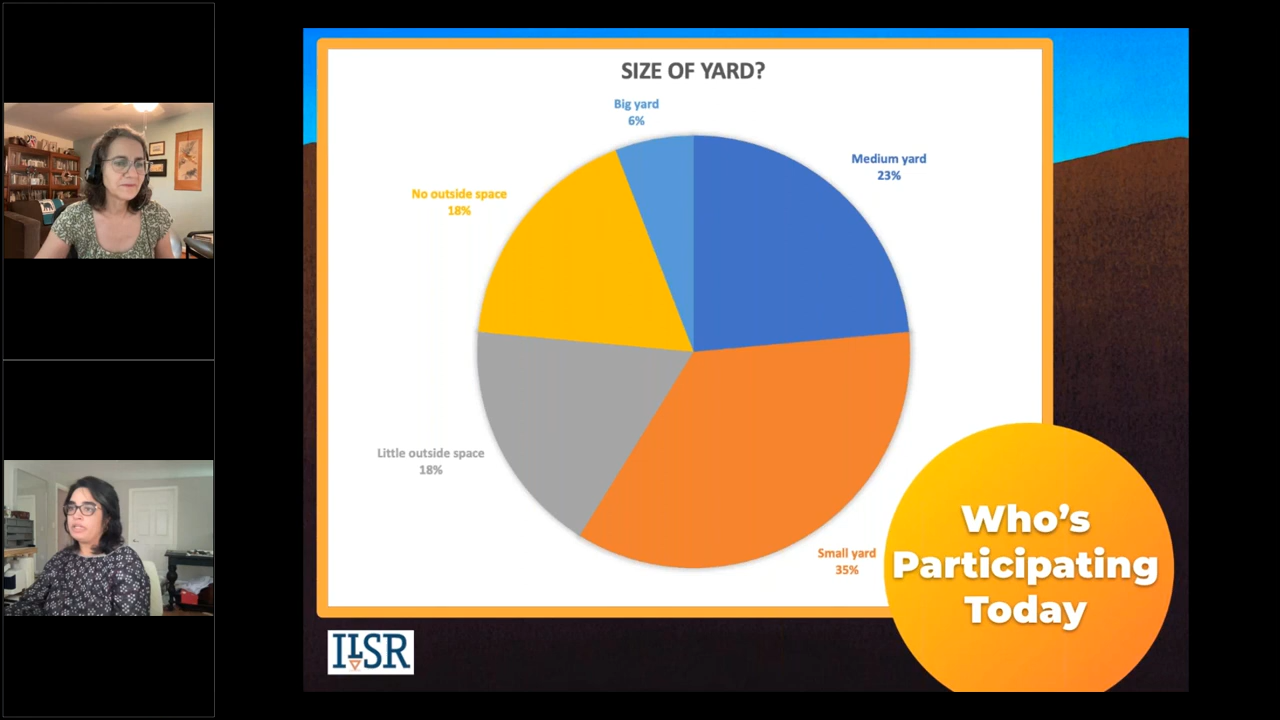 SIZE OF YARD?
Big yard
6%
Medium yard
23%
No outside space
18%
Little outside space
18%
Small yard
35%
Who's
Participating
Today
ILSR